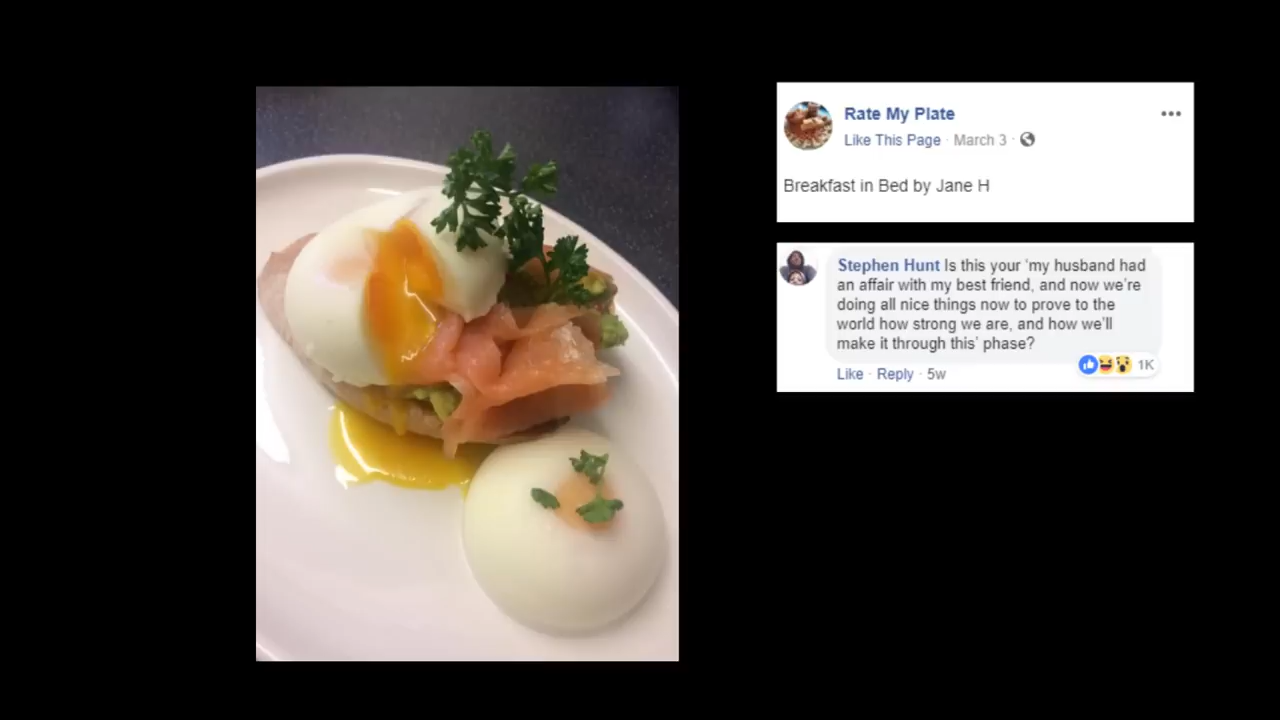 Rate My Plate
Like This Page · March 3 ·
Breakfast in Bed by Jane H
Stephen Hunt Is this your ‘my husband had
an affair with my best friend, and now we’re
doing all nice things now to prove to the
world how strong we are, and how we’ll
make it through this’ phase?
Like · Reply · 5w
1K